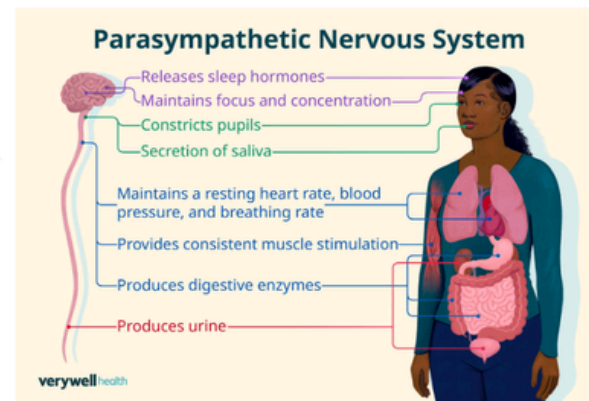 Parasympathetic Nervous System
Releases sleep hormones
Maintains focus and concentration
Constricts pupils
Secretion of saliva
Maintains a resting heart rate, blood
pressure, and breathing rate
Provides consistent muscle stimulation
Produces digestive enzymes
Produces urine
verywell health